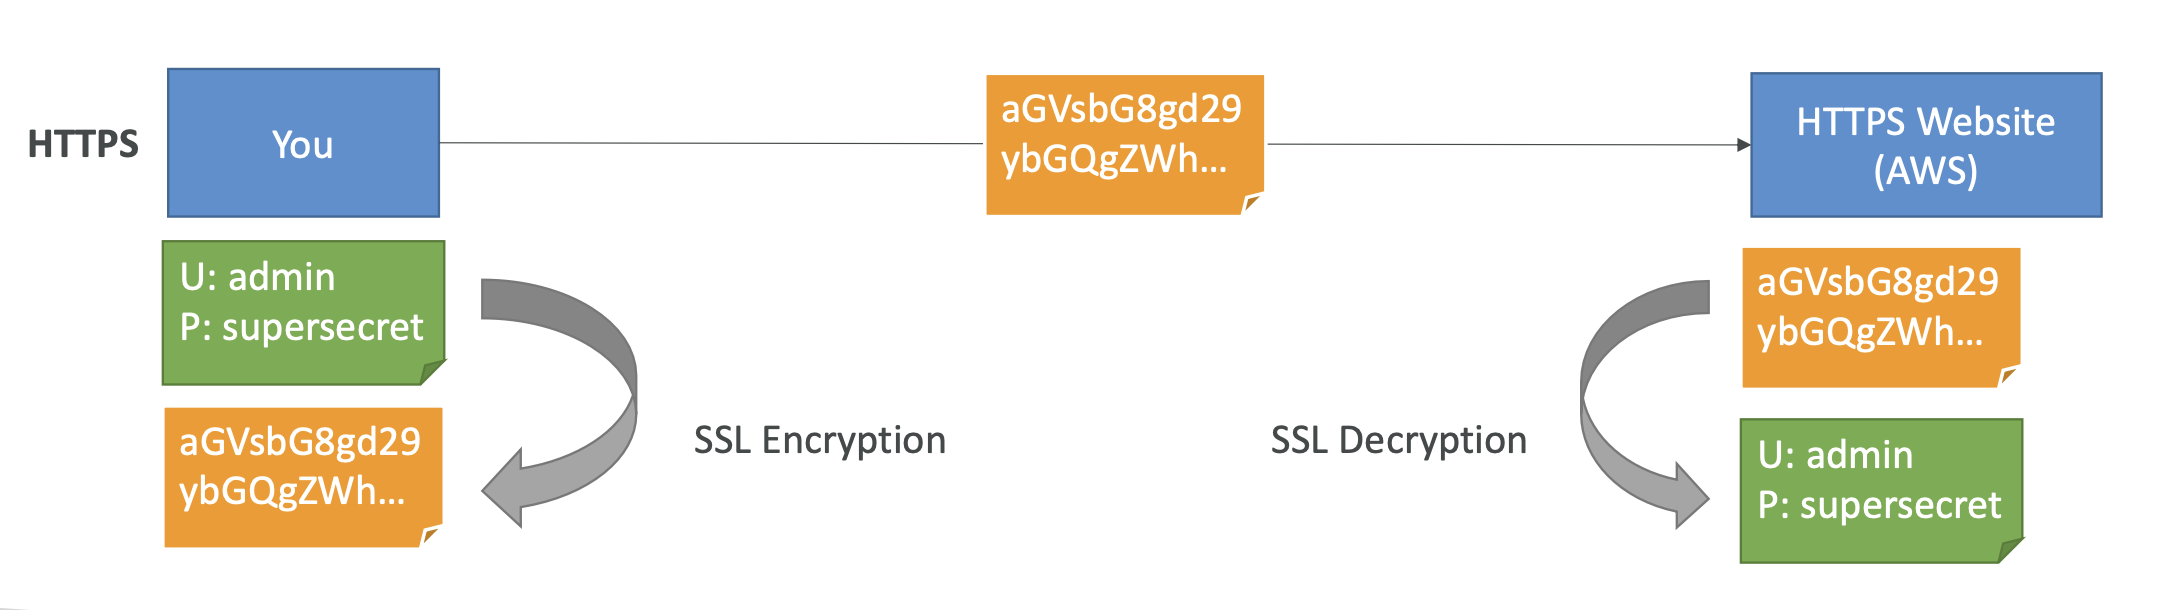 HTTPS
You
aGVsbG8gd29
ybGQgZWh...
HTTPS Website
(AWS)
U: admin
P: supersecret
aGVsbG8gd29
ybGQgZWh...
SSL Encryption
SSL Decryption
aGVsbG8gd29
ybGQgZWh...
U: admin
P: supersecret